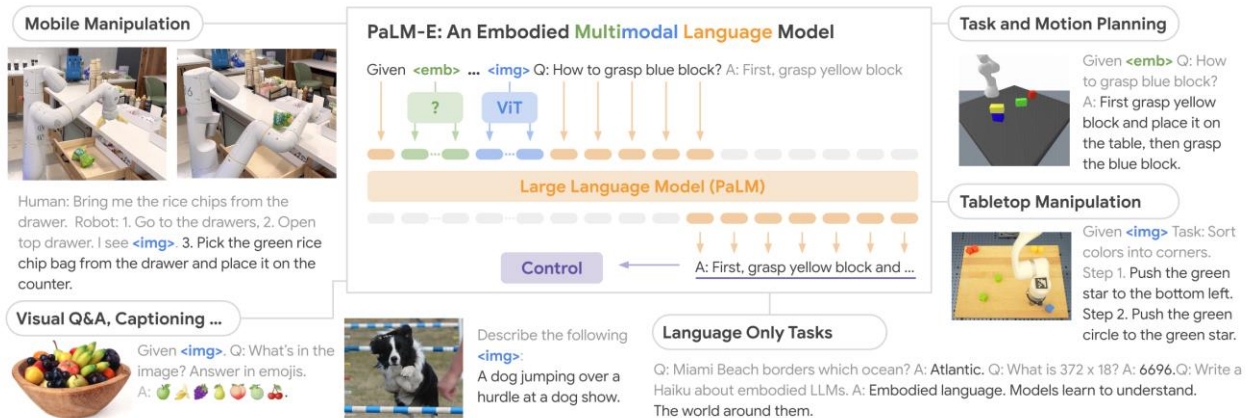 Mobile Manipulation
Human: Bring me the rice chips from the
drawer. Robot: 1. Go to the drawers, 2. Open
top drawer. I see <img>. 3. Pick the green rice
chip bag from the drawer and place it on the
counter.
PaLM-E: An Embodied Multimodal Language Model
Given <emb> ... <img> Q: How to grasp blue block? A: First, grasp yellow block
?
ViT
Large Language Model (PaLM)
Control
A: First, grasp yellow block and ...
Task and Motion Planning
Given <emb> Q: How
to grasp blue block?
A: First grasp yellow
block and place it on
the table, then grasp
the blue block.
Tabletop Manipulation
Given <img> Task: Sort
colors into corners.
Step 1. Push the green
star to the bottom left.
Step 2. Push the green
circle to the green star.
Visual Q&A, Captioning ...
Given <img>. Q: What's in the
image? Answer in emojis.
A: 🍏🍌🍇🍐🍑🍈🍒.
Describe the following
<img>:
A dog jumping over a
hurdle at a dog show.
Language Only Tasks
Q: Miami Beach borders which ocean? A: Atlantic. Q: What is 372 x 18? A: 6696.Q: Write a
Haiku about embodied LLMs. A: Embodied language. Models learn to understand.
The world around them.